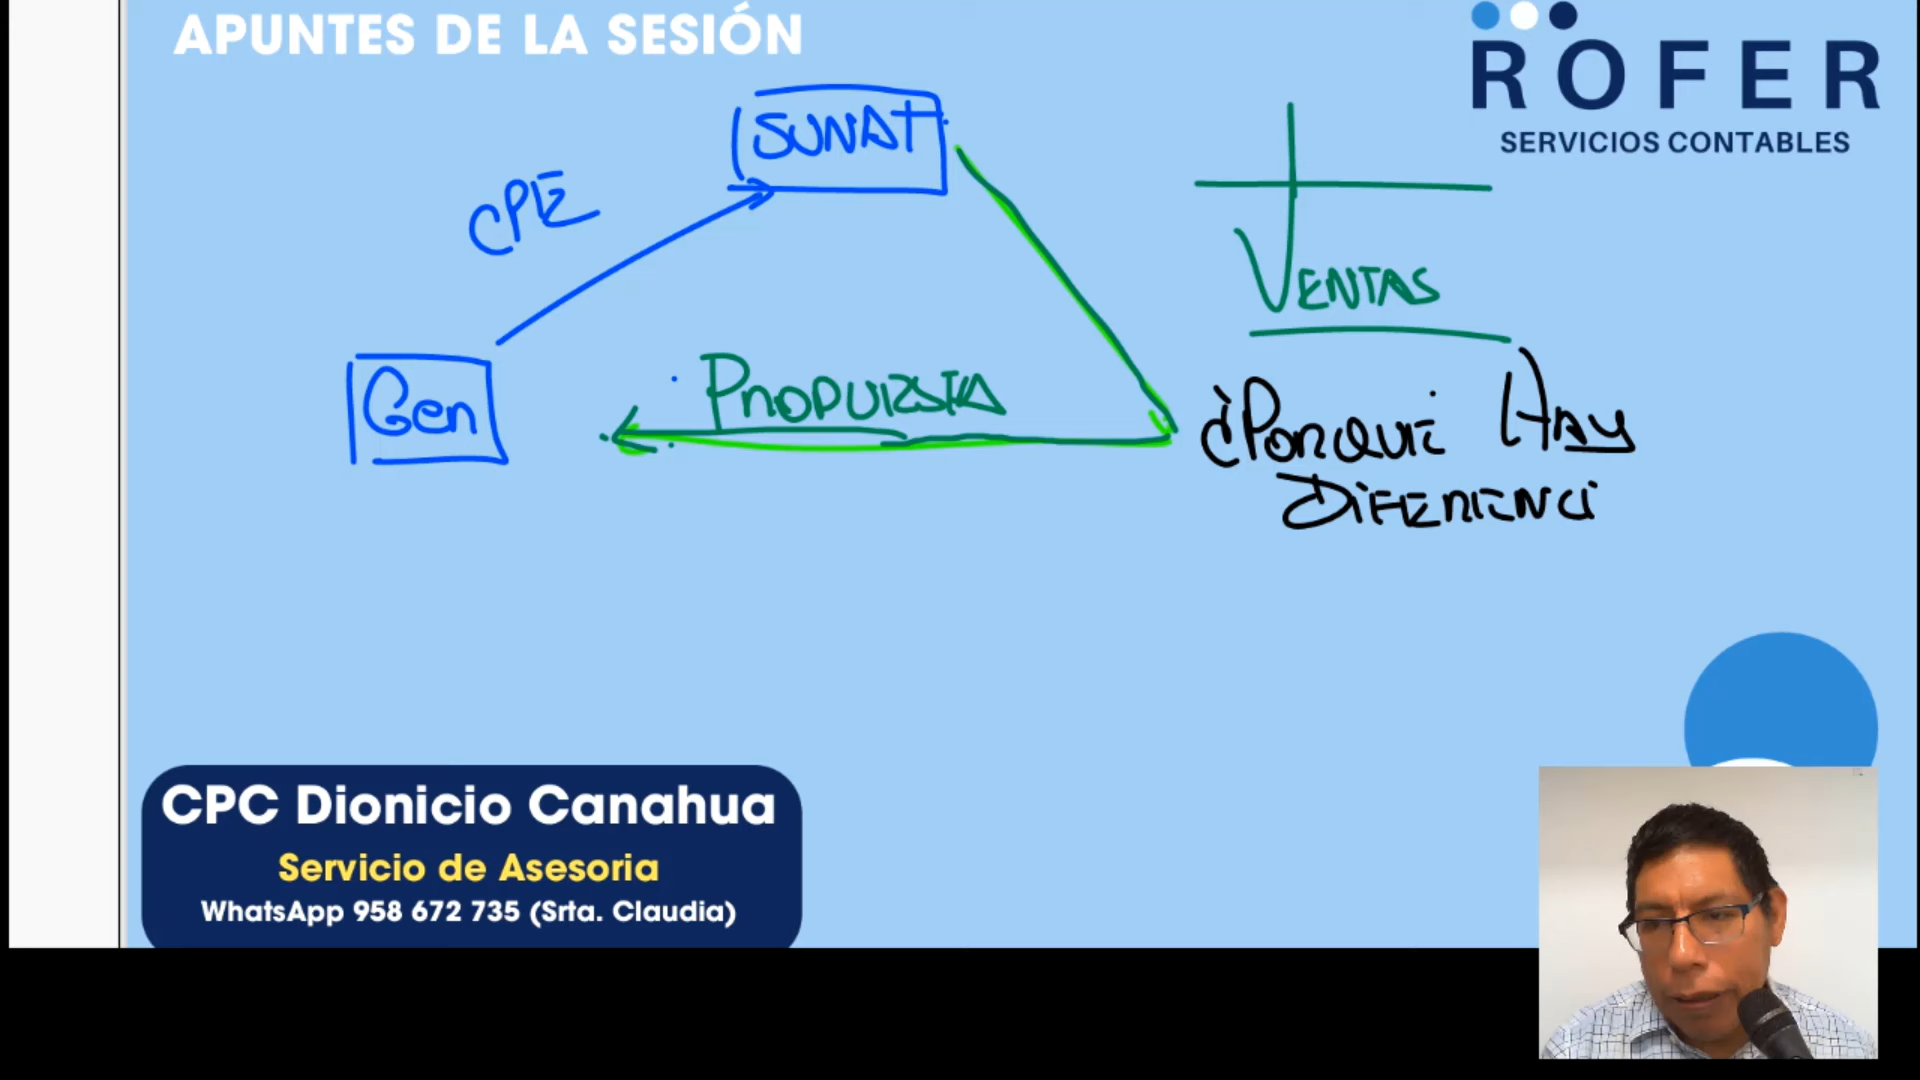 APUNTES DE LA SESIÓN
ROFER
SERVICIOS CONTABLES
SUNAT
CPE
VENTAS
Gen
PROPUESTA
¿PORQUE HAY
DIFERENCI
CPC Dionicio Canahua
Servicio de Asesoria
WhatsApp 958 672 735 (Srta. Claudia)